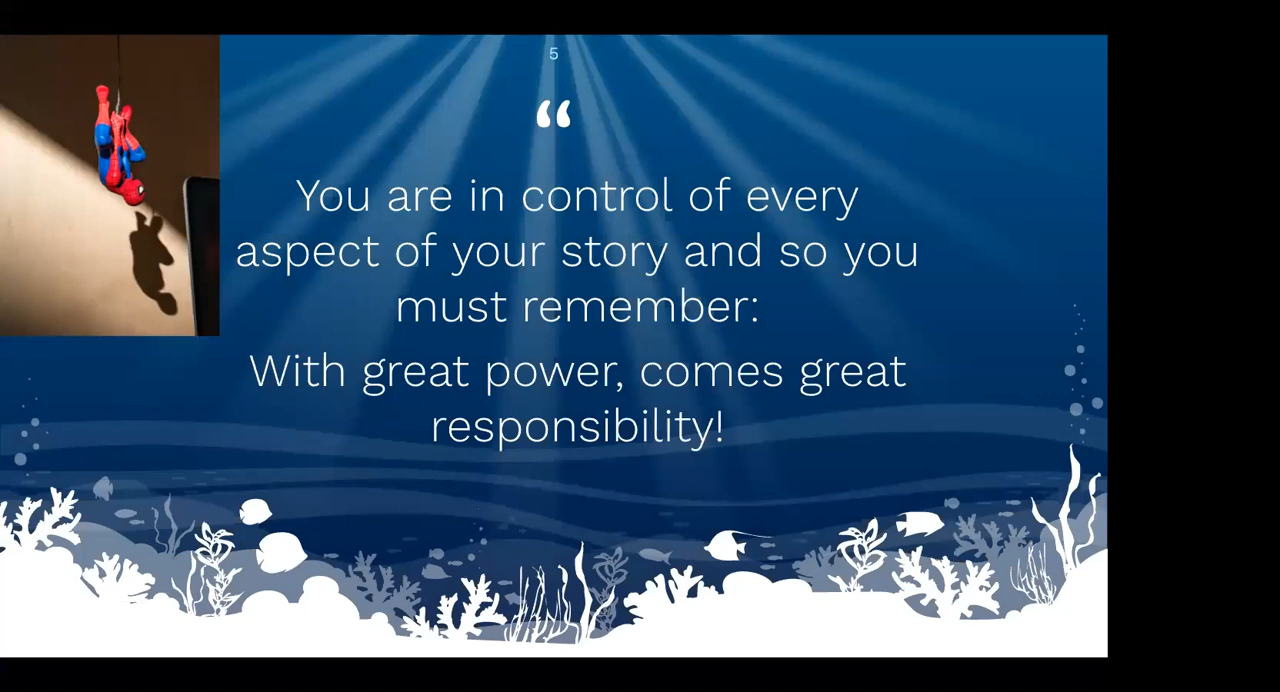 5
“
You are in control of every
aspect of your story and so you
must remember:
With great power, comes great
responsibility!